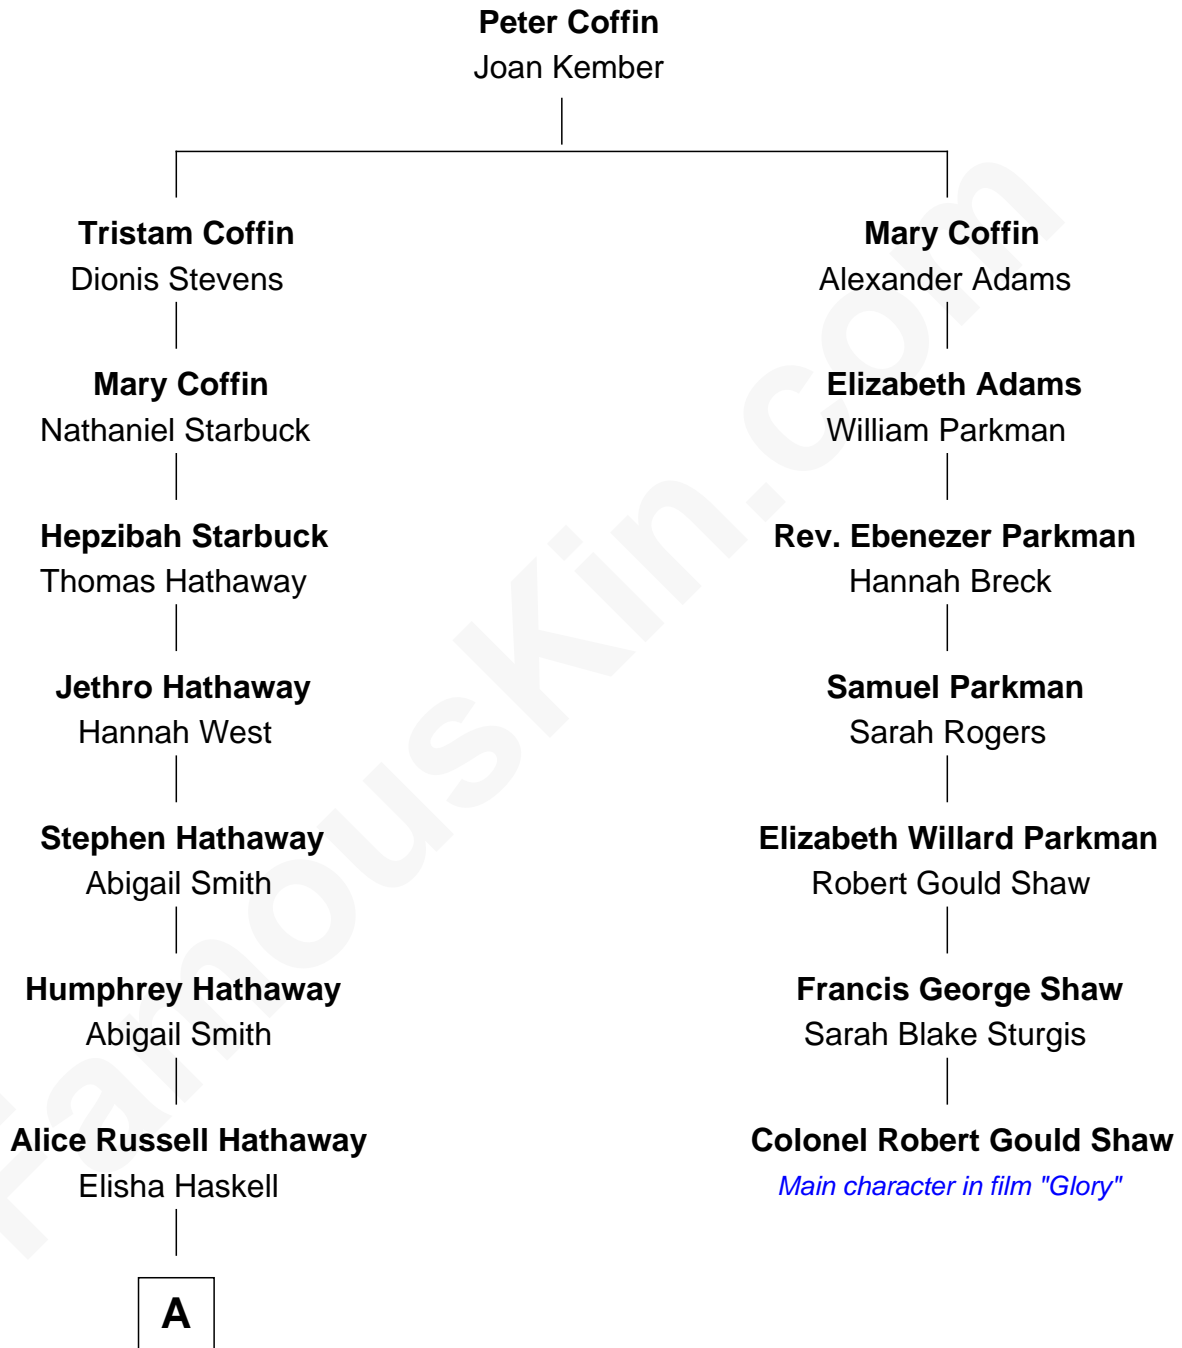 Peter Coffin
Joan Kember
Tristam Coffin
Dionis Stevens
Mary Coffin
Nathaniel Starbuck
Hepzibah Starbuck
Thomas Hathaway
Jethro Hathaway
Hannah West
Stephen Hathaway
Abigail Smith
Humphrey Hathaway
Abigail Smith
Alice Russell Hathaway
Elisha Haskell
A
Mary Coffin
Alexander Adams
Elizabeth Adams
William Parkman
Rev. Ebenezer Parkman
Hannah Breck
Samuel Parkman
Sarah Rogers
Elizabeth Willard Parkman
Robert Gould Shaw
Francis George Shaw
Sarah Blake Sturgis
Colonel Robert Gould Shaw
Main character in film "Glory"
FamousKin.com